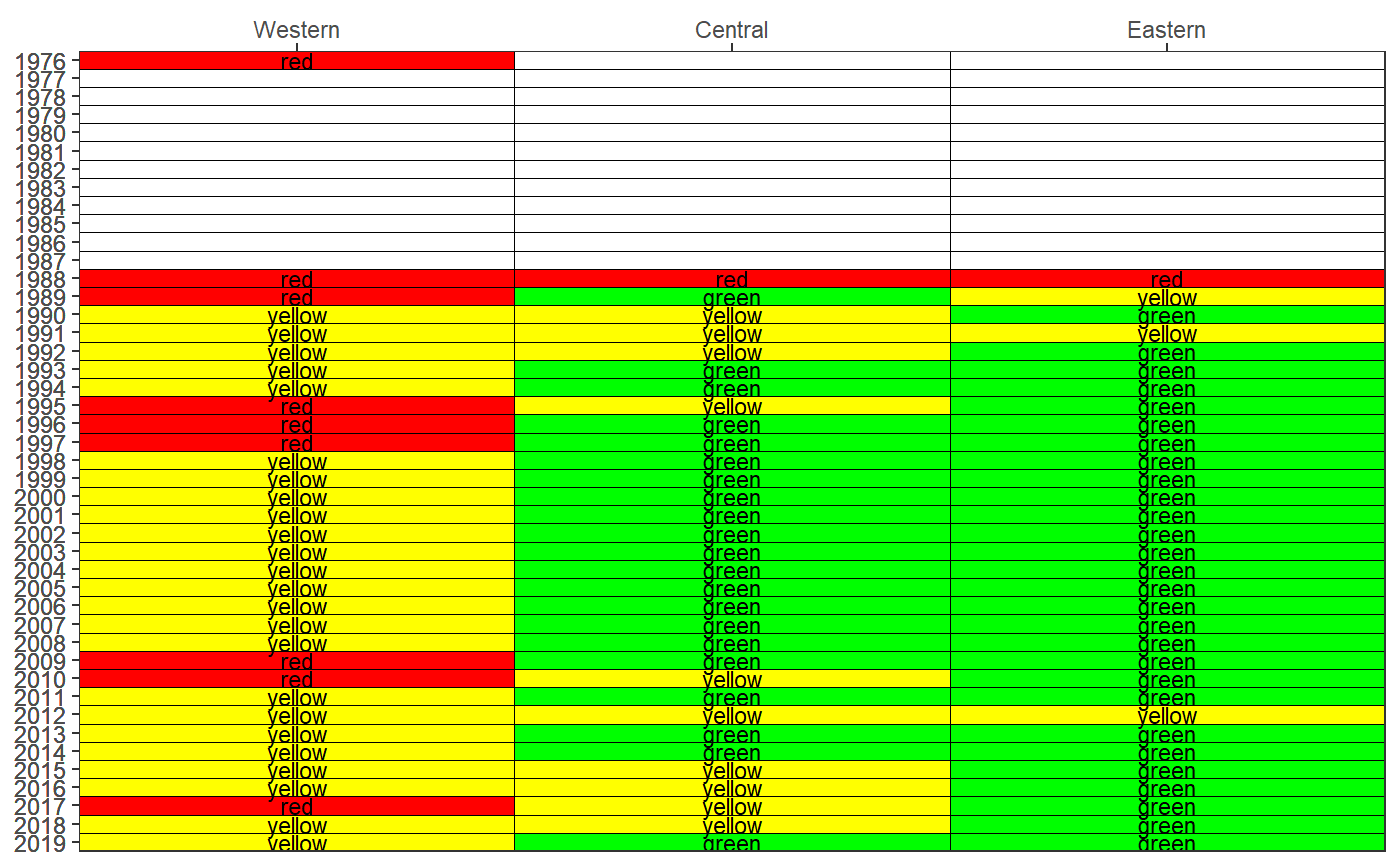 Western Central Eastern
1976 red
1977
1978
1979
1980
1981
1982
1983
1984
1985
1986
1987
1988 red red red
1989 red green yellow
1990 yellow yellow green
1991 yellow yellow yellow
1992 yellow yellow green
1993 yellow green green
1994 yellow green green
1995 red yellow green
1996 red green green
1997 red green green
1998 yellow green green
1999 yellow green green
2000 yellow green green
2001 yellow green green
2002 yellow green green
2003 yellow green green
2004 yellow green green
2005 yellow green green
2006 yellow green green
2007 yellow green green
2008 yellow green green
2009 red green green
2010 red yellow green
2011 yellow green green
2012 yellow yellow yellow
2013 yellow green green
2014 yellow green green
2015 yellow yellow green
2016 yellow yellow green
2017 red yellow green
2018 yellow yellow green
2019 yellow green green